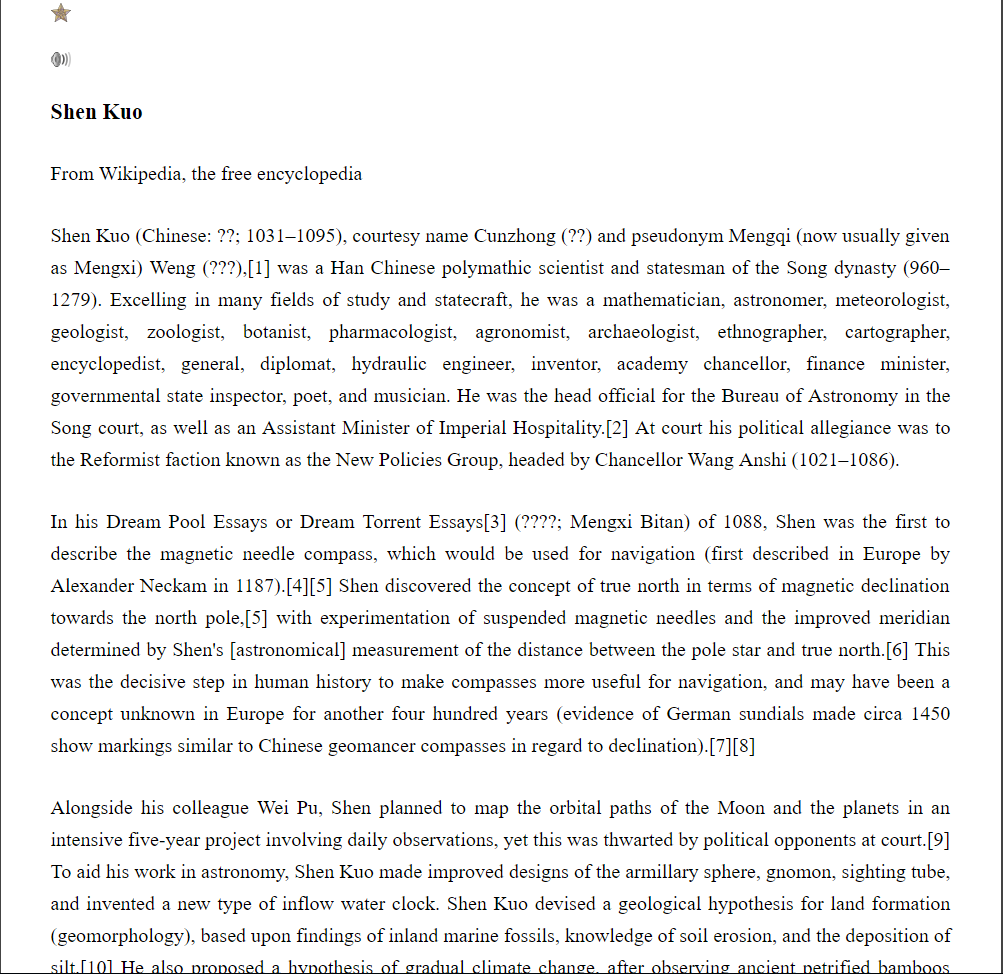 Shen Kuo
From Wikipedia, the free encyclopedia
Shen Kuo (Chinese: ??; 1031–1095), courtesy name Cunzhong (??) and pseudonym Mengqi (now usually given
as Mengxi) Weng (???),[1] was a Han Chinese polymathic scientist and statesman of the Song dynasty (960–
1279). Excelling in many fields of study and statecraft, he was a mathematician, astronomer, meteorologist,
geologist, zoologist, botanist, pharmacologist, agronomist, archaeologist, ethnographer, cartographer,
encyclopedist, general, diplomat, hydraulic engineer, inventor, academy chancellor, finance minister,
governmental state inspector, poet, and musician. He was the head official for the Bureau of Astronomy in the
Song court, as well as an Assistant Minister of Imperial Hospitality.[2] At court his political allegiance was to
the Reformist faction known as the New Policies Group, headed by Chancellor Wang Anshi (1021–1086).
In his Dream Pool Essays or Dream Torrent Essays[3] (????; Mengxi Bitan) of 1088, Shen was the first to
describe the magnetic needle compass, which would be used for navigation (first described in Europe by
Alexander Neckam in 1187).[4][5] Shen discovered the concept of true north in terms of magnetic declination
towards the north pole,[5] with experimentation of suspended magnetic needles and the improved meridian
determined by Shen's [astronomical] measurement of the distance between the pole star and true north.[6] This
was the decisive step in human history to make compasses more useful for navigation, and may have been a
concept unknown in Europe for another four hundred years (evidence of German sundials made circa 1450
show markings similar to Chinese geomancer compasses in regard to declination).[7][8]
Alongside his colleague Wei Pu, Shen planned to map the orbital paths of the Moon and the planets in an
intensive five-year project involving daily observations, yet this was thwarted by political opponents at court.[9]
To aid his work in astronomy, Shen Kuo made improved designs of the armillary sphere, gnomon, sighting tube,
and invented a new type of inflow water clock. Shen Kuo devised a geological hypothesis for land formation
(geomorphology), based upon findings of inland marine fossils, knowledge of soil erosion, and the deposition of
silt.[10] He also proposed a hypothesis of gradual climate change, after observing ancient petrified bamboos